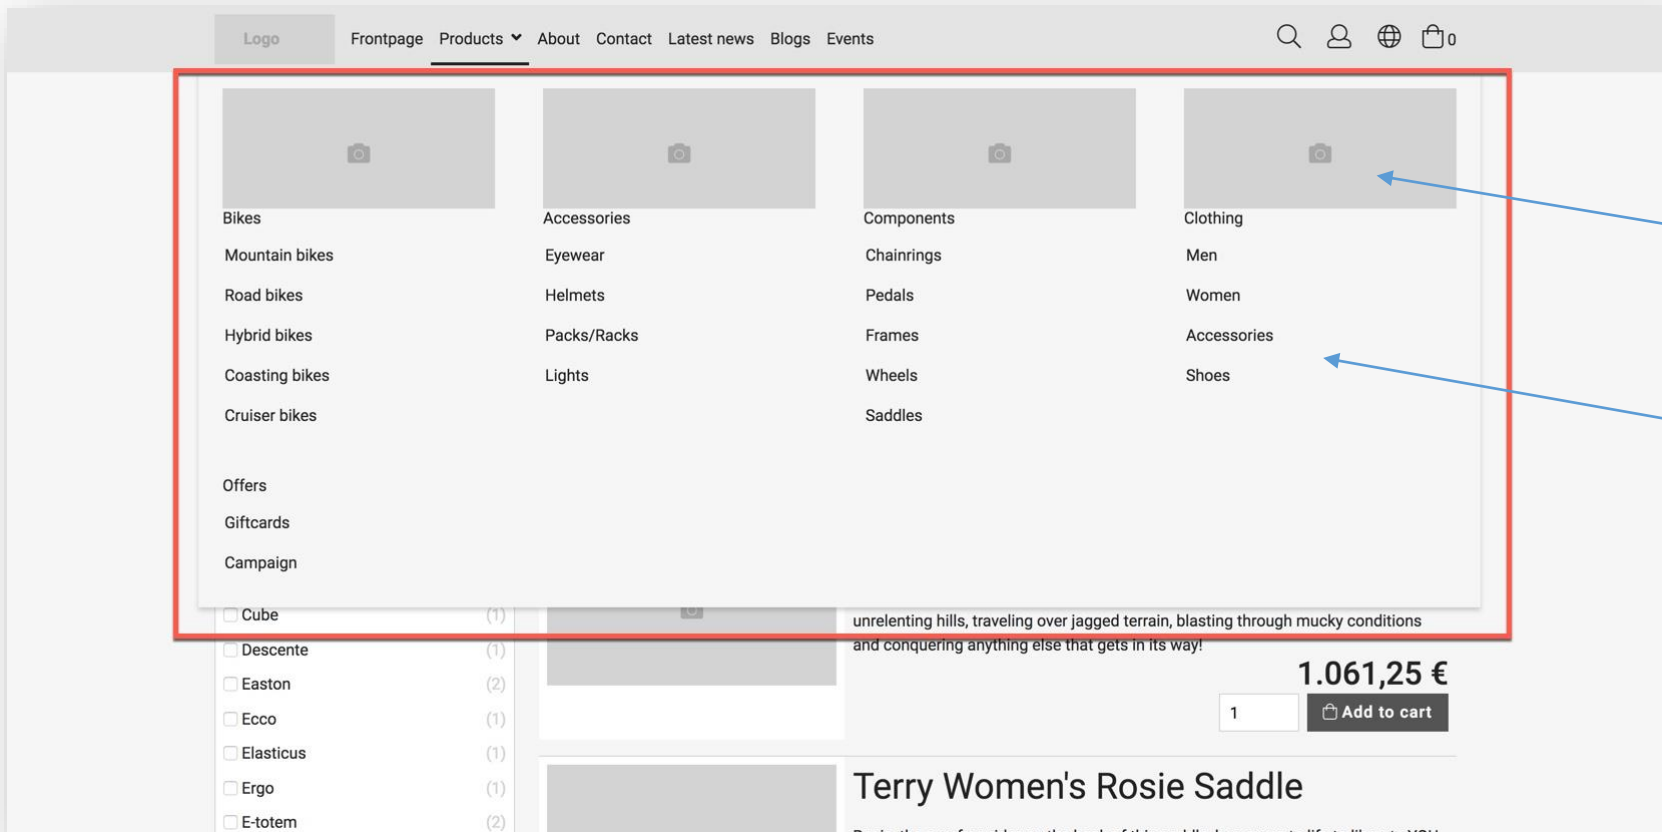 Logo Frontpage Products About Contact Latest news Blogs Events 0
Bikes
Mountain bikes
Road bikes
Hybrid bikes
Coasting bikes
Cruiser bikes
Accessories
Eyewear
Helmets
Packs/Racks
Lights
Components
Chainrings
Pedals
Frames
Wheels
Saddles
Clothing
Men
Women
Accessories
Shoes
Offers
Giftcards
Campaign
Cube (1)
Descente (1)
Easton (2)
Ecco (1)
Elasticus (1)
Ergo (1)
E-totem (2)
unrelenting hills, traveling over jagged terrain, blasting through mucky conditions
and conquering anything else that gets in its way!
1.061,25 €
1 Add to cart
Terry Women's Rosie Saddle